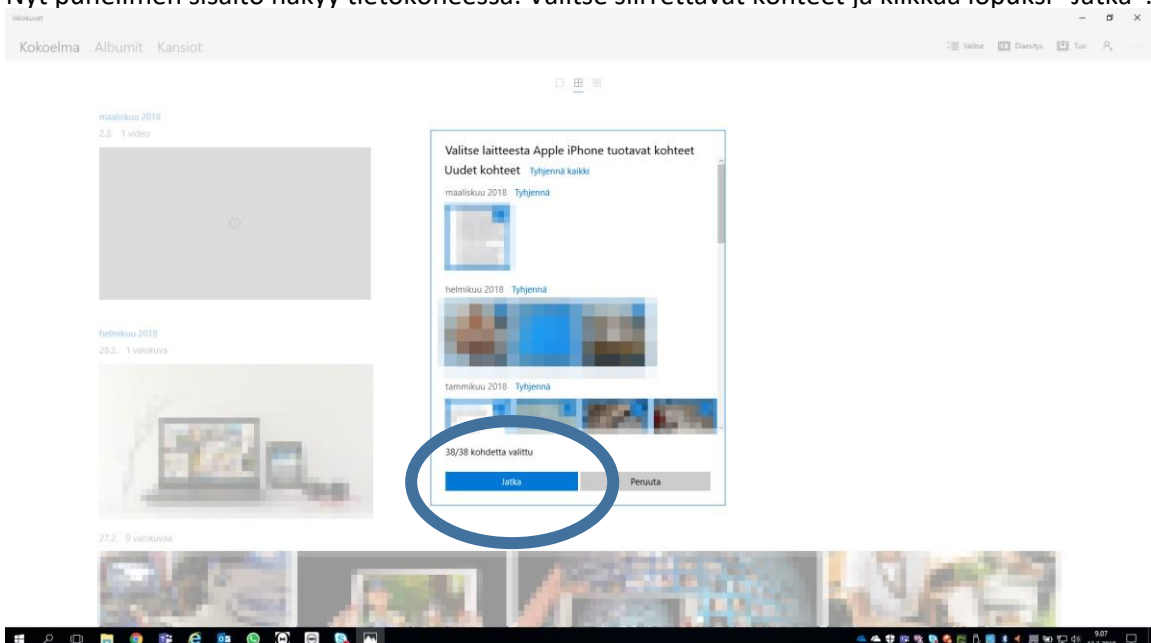 Nyt puhelimen sisältö näkyy tietokoneessa. Valitse siirrettävät kohteet ja klikkaa lopuksi "Jatka".
Valokuvat
Kokoelma Albumit Kansiot
Valitse Diaesitys Tuo
maaliskuu 2018
2.3. 1 video
Valitse laitteesta Apple iPhone tuotavat kohteet
Uudet kohteet Tyhjennä kaikki
maaliskuu 2018 Tyhjennä
helmikuu 2018 Tyhjennä
tammikuu 2018 Tyhjennä
38/38 kohdetta valittu
Jatka Peruuta
helmikuu 2018
28.2. 1 valokuva
27.2. 9 valokuvaa
9.07